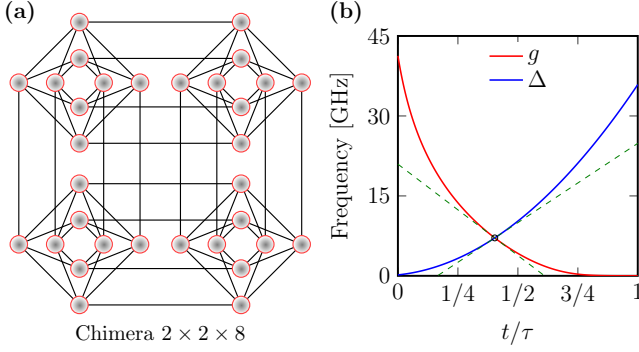 (a)
Chimera 2 × 2 × 8
(b)
Frequency [GHz]
45
30
15
0
g
Δ
0
1/4
1/2
3/4
1
t/τ